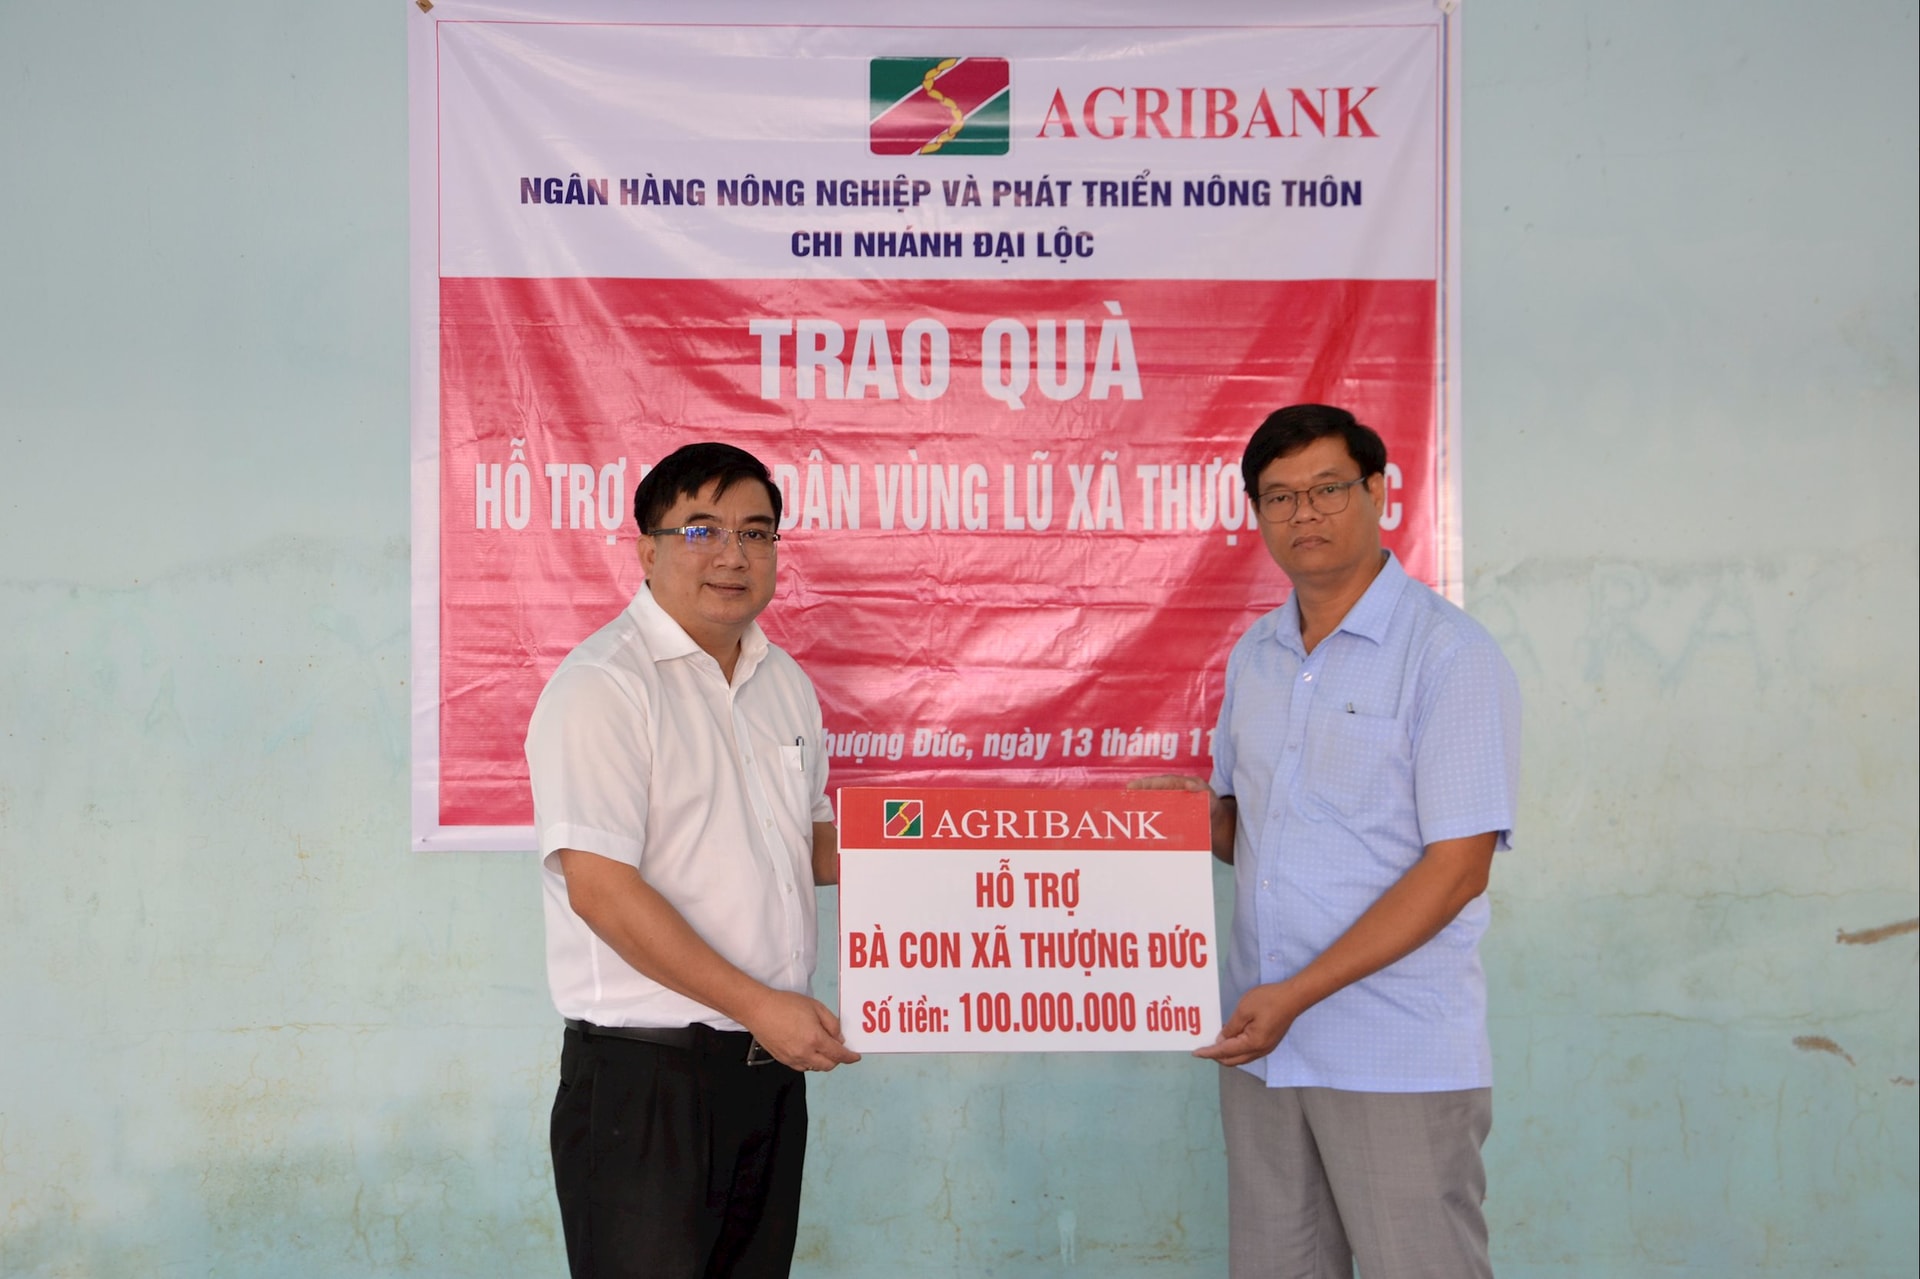 AGRIBANK
NGÂN HÀNG NÔNG NGHIỆP VÀ PHÁT TRIỂN NÔNG THÔN
CHI NHÁNH ĐẠI LỘC
TRAO QUÀ
HỖ TRỢ DÂN VÙNG LŨ XÃ
Đức, ngày 13 tháng 11
AGRIBANK
HỖ TRỢ
BÀ CON XÃ THƯỢNG ĐỨC
Số tiền: 100.000.000 đồng